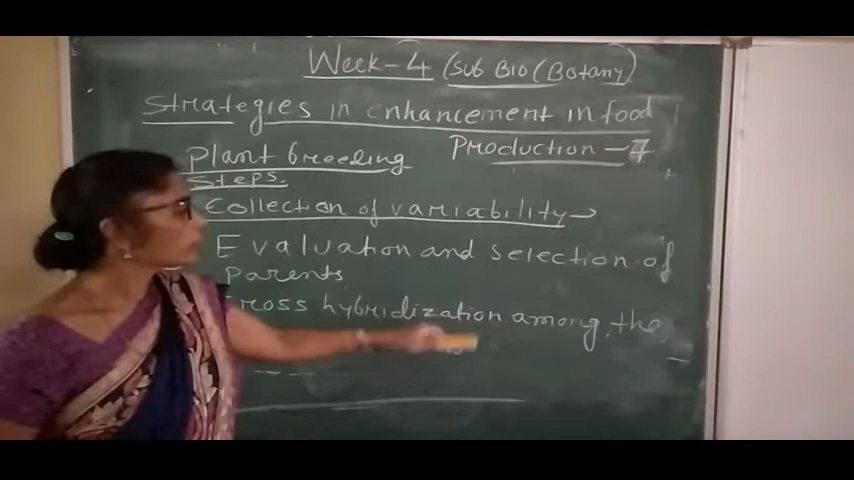 Week-4 (Sub Bio (Botany)
Strategies in enhancement in food
Production-7
Plant breeding
Steps.
Collection of variability
Evaluation and selection of
parents
Cross hybridization among the